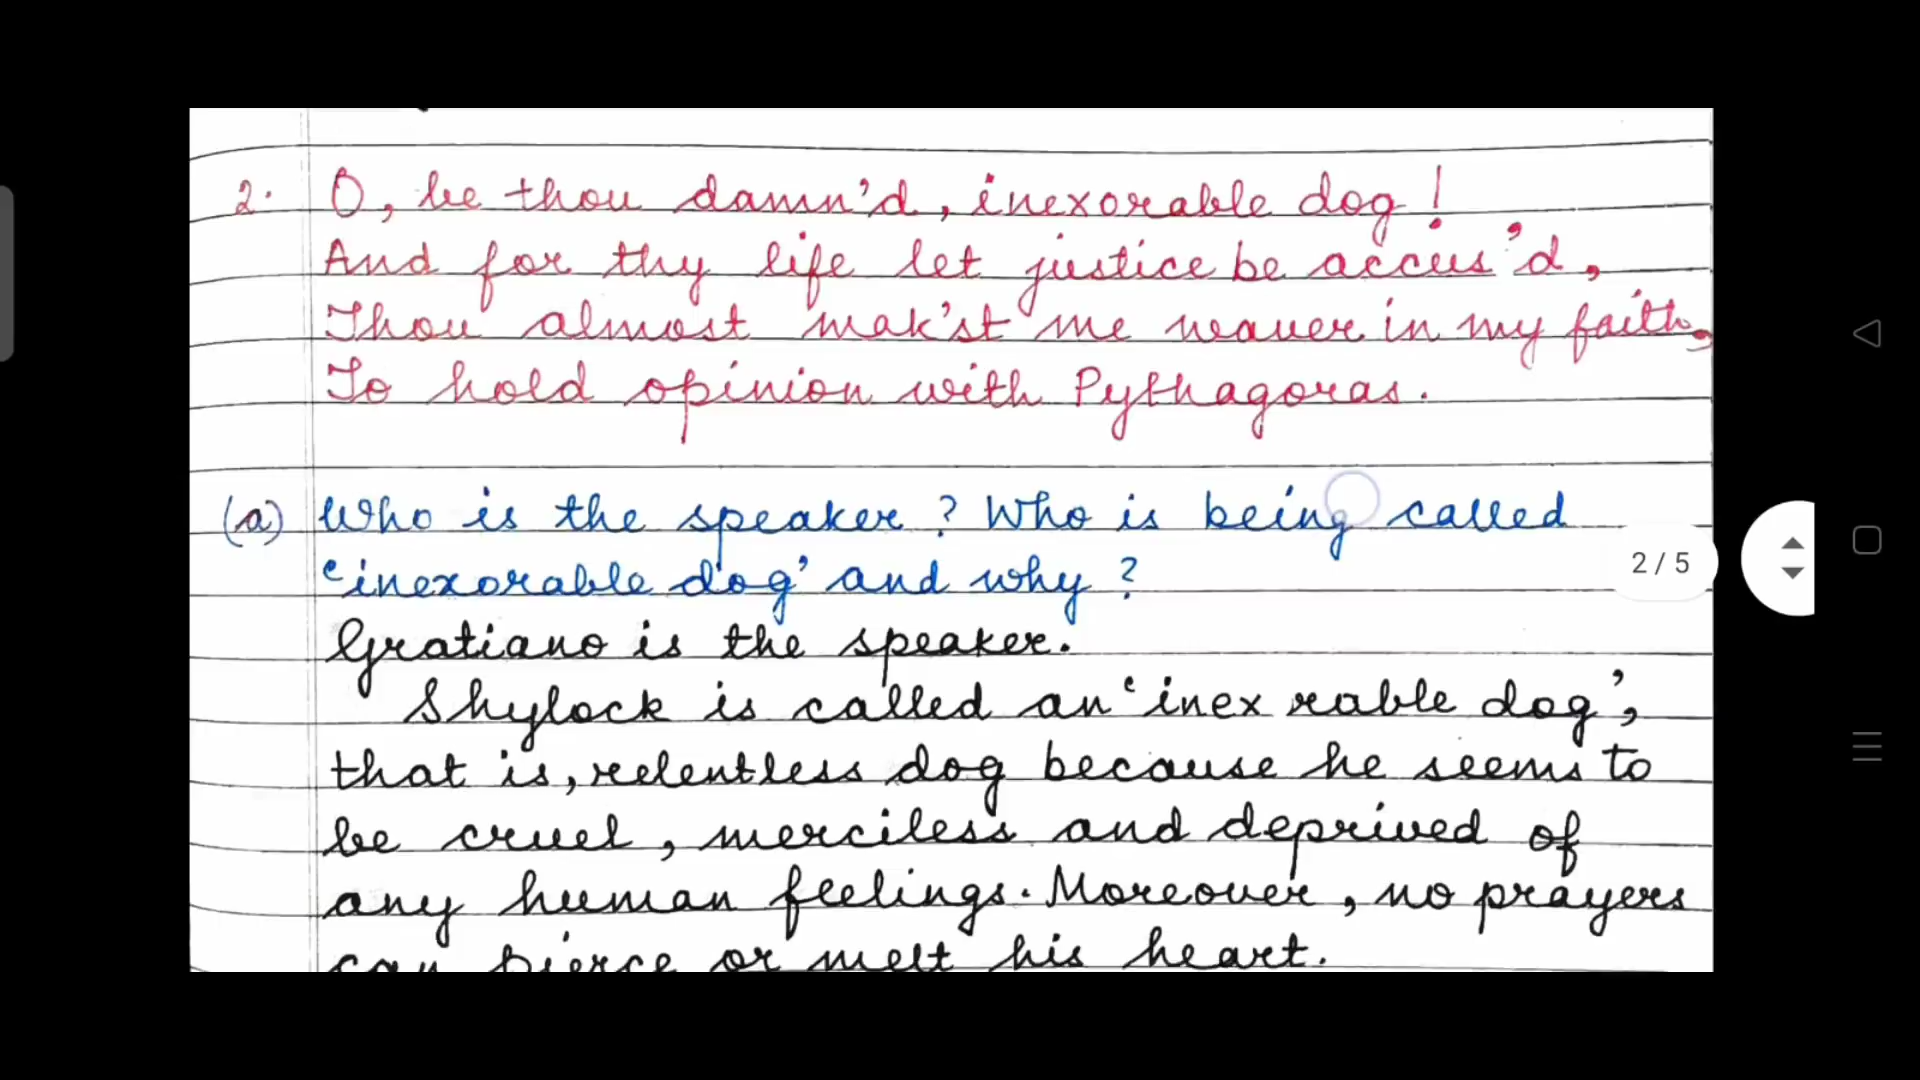 2. O, be thou damn'd, inexorable dog!
And for thy life let justice be accus'd,
Thou almost mak'st me waver in my faith,
To hold opinion with Pythagoras.
(a) Who is the speaker? Who is being called
'inexorable dog' and why?
2/5
Gratiano is the speaker.
Shylock is called an 'inex rable dog',
that is, relentless dog because he seems to
be cruel, merciless and deprived of
any human feelings. Moreover, no prayers
can pierce or melt his heart.